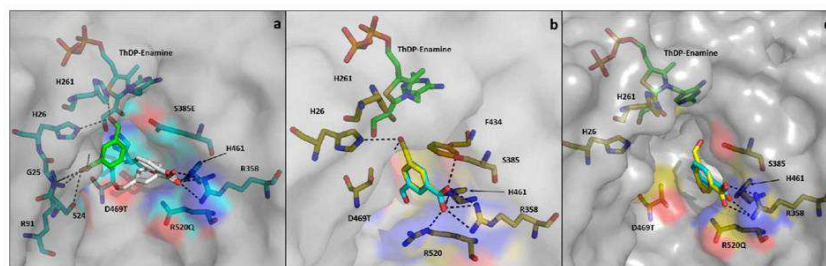 a
ThDP-Enamine
H261
H26
S385E
H461
R358
G25
S24
D469T
R91
R520Q
b
ThDP-Enamine
H261
H26
F434
S385
H461
D469T
R358
R520
ThDP-Enamine
H261
H26
S385
H461
R358
D469T
R520Q